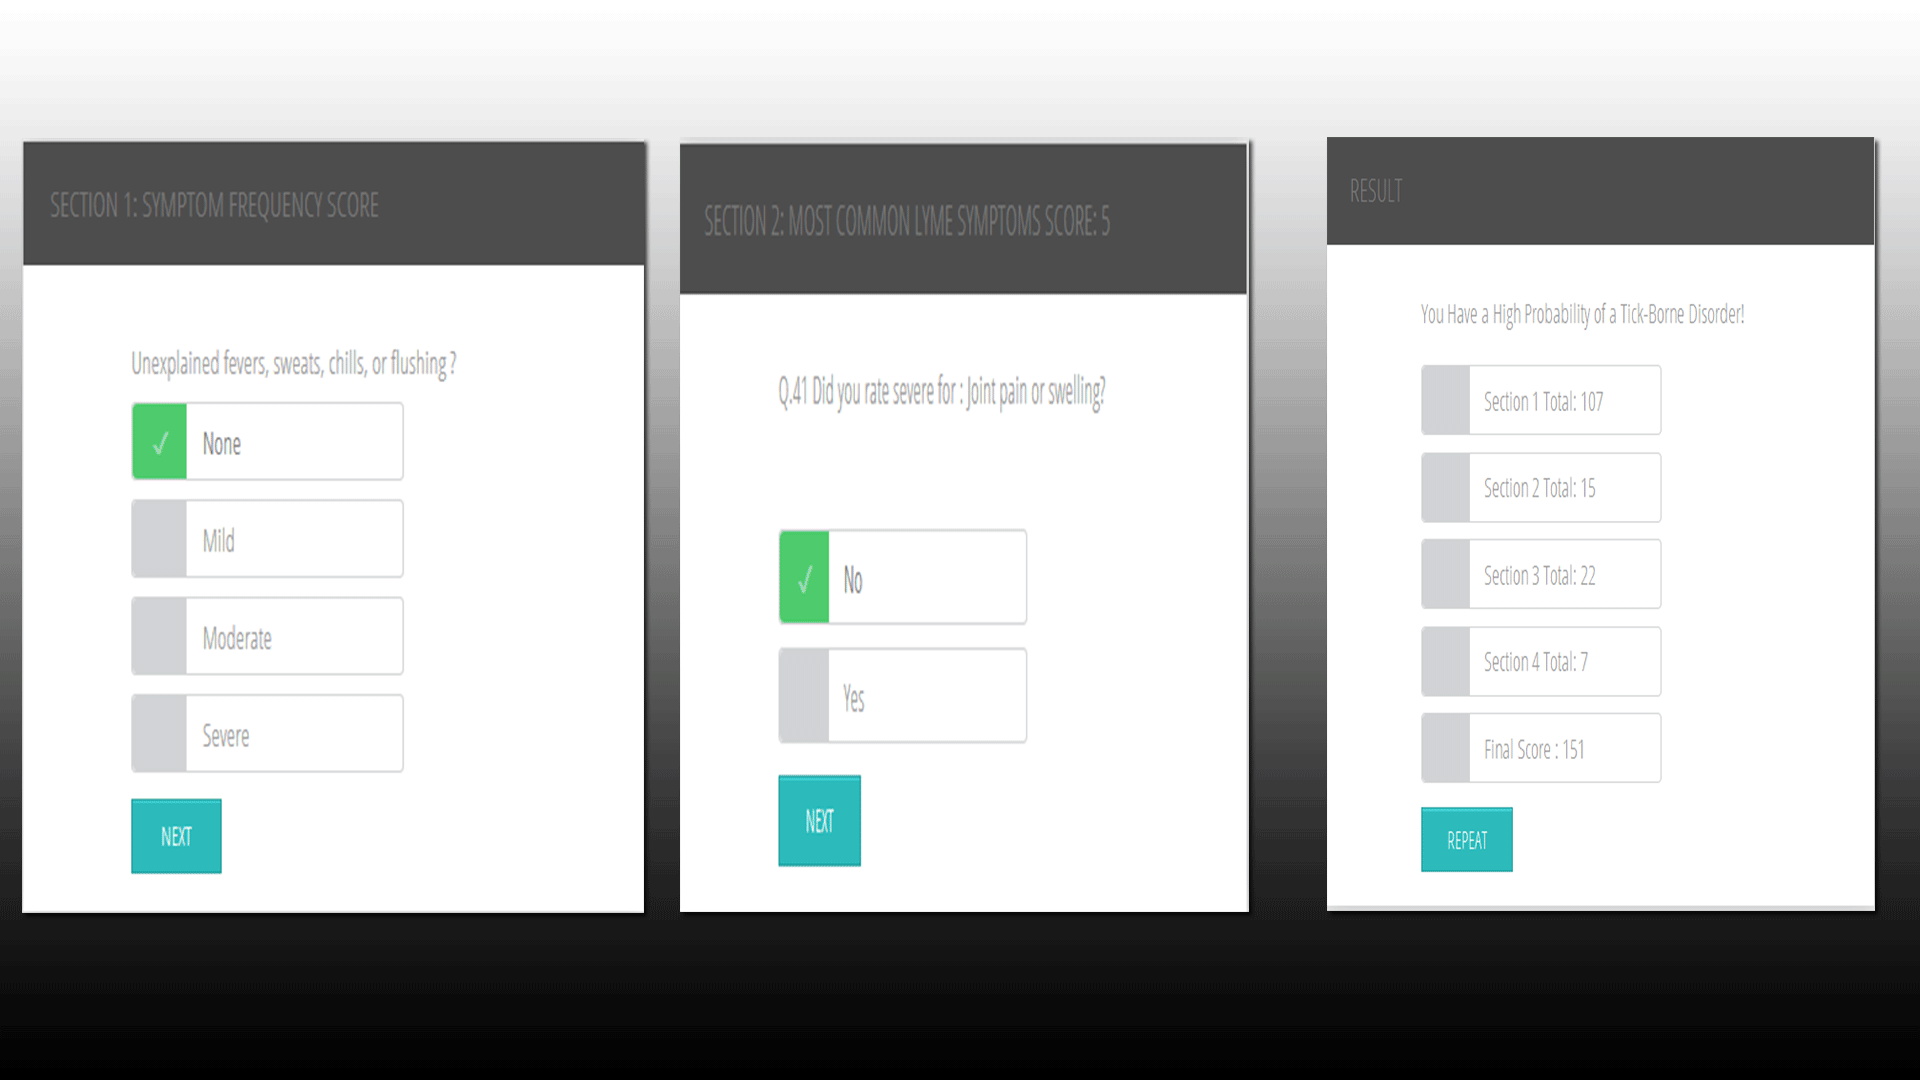 SECTION 1: SYMPTOM FREQUENCY SCORE
Unexplained fevers, sweats, chills, or flushing ?
✓ None
Mild
Moderate
Severe
NEXT
SECTION 2: MOST COMMON LYME SYMPTOMS SCORE: 5
Q.41 Did you rate severe for : Joint pain or swelling?
✓ No
Yes
NEXT
RESULT
You Have a High Probability of a Tick-Borne Disorder!
Section 1 Total: 107
Section 2 Total: 15
Section 3 Total: 22
Section 4 Total: 7
Final Score : 151
REPEAT